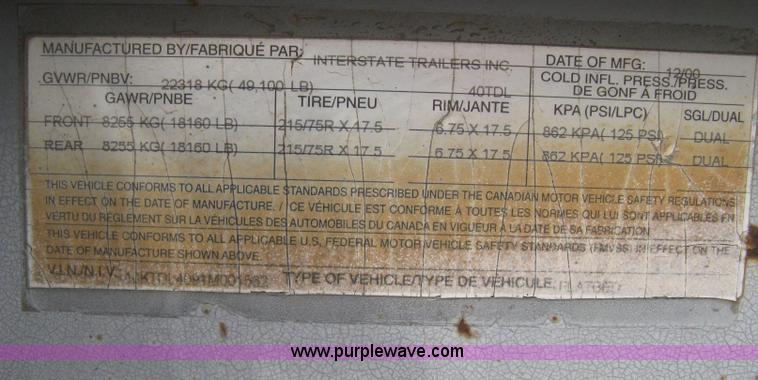 MANUFACTURED BY/FABRIQUÉ PAR: INTERSTATE TRAILERS INC. DATE OF MFG: 12/00
GVWR/PNBV: 22318 KG( 49,100 LB) 40TDL COLD INFL. PRESS./PRESS. DE GONF À FROID
GAWR/PNBE TIRE/PNEU RIM/JANTE KPA (PSI/LPC) SGL/DUAL
FRONT 8255 KG( 18160 LB) 215/75R X 17.5 6.75 X 17.5 862 KPA( 125 PSI) DUAL
REAR 8255 KG( 18160 LB) 215/75R X 17.5 6.75 X 17.5 862 KPA( 125 PSI) DUAL
THIS VEHICLE CONFORMS TO ALL APPLICABLE STANDARDS PRESCRIBED UNDER THE CANADIAN MOTOR VEHICLE SAFETY REGULATIONS
IN EFFECT ON THE DATE OF MANUFACTURE. / CE VÉHICULE EST CONFORME À TOUTES LES NORMES QUI LUI SONT APPLICABLES EN
VERTU DU RÈGLEMENT SUR LA VÉHICULES DES AUTOMOBILES DU CANADA EN VIGUEUR À LA DATE DE SA FABRICATION
THIS VEHICLE CONFORMS TO ALL APPLICABLE U.S. FEDERAL MOTOR VEHICLE SAFETY STANDARDS (FMVSS) IN EFFECT ON THE
DATE OF MANUFACTURE SHOWN ABOVE.
V.I.N./N.I.V.: TYPE OF VEHICLE/TYPE DE VÉHICULE:
www.purplewave.com